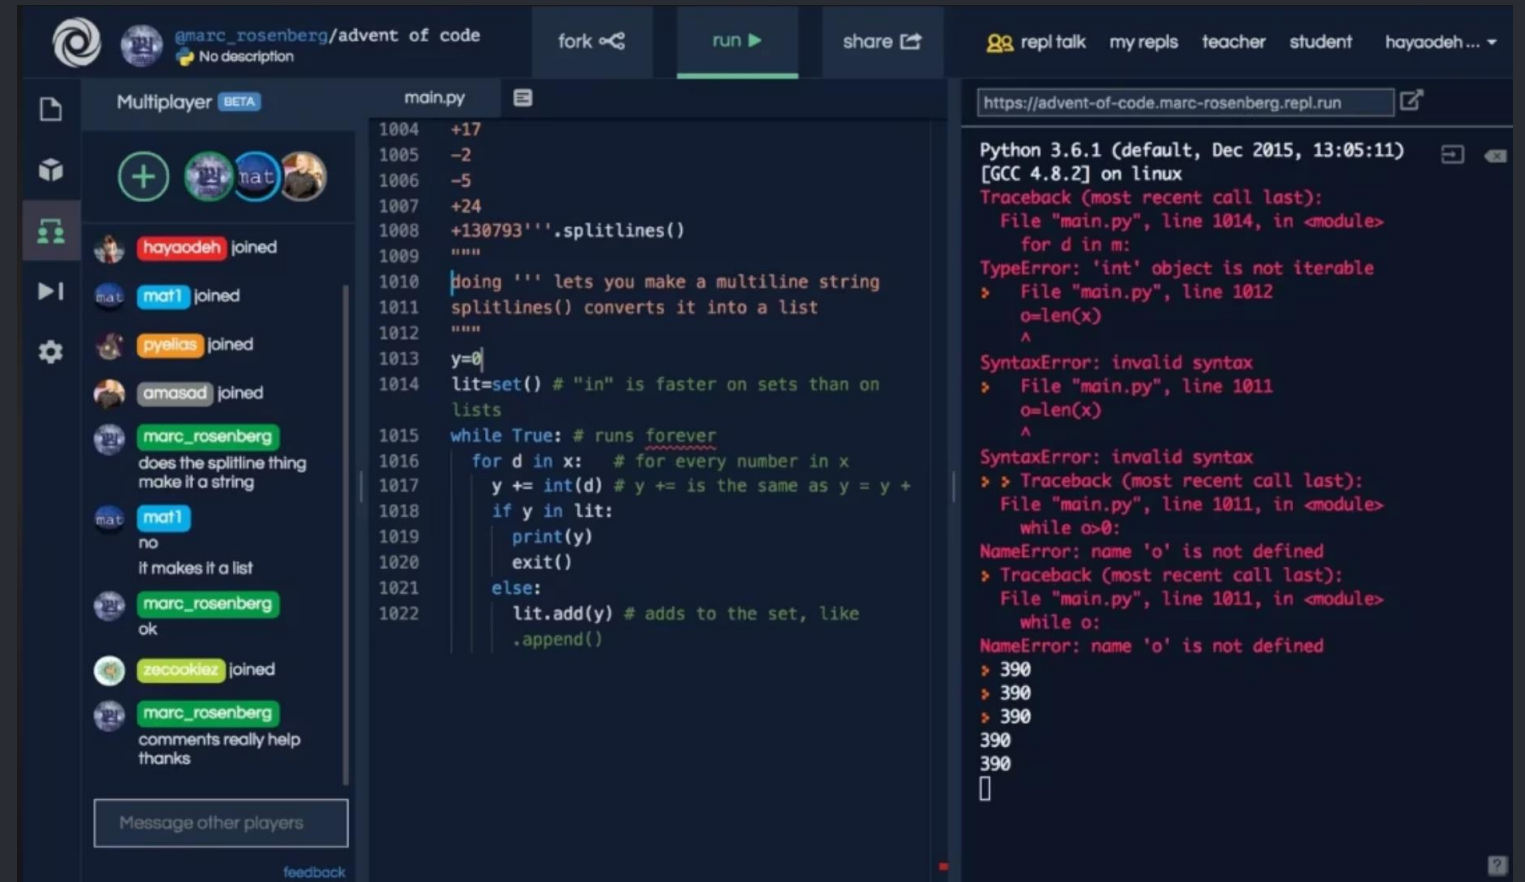 @marc_rosenberg/advent of code
No description
fork
run
share
repl talk
my repls
teacher
student
hayaodeh ...
Multiplayer BETA
mat
hayaodeh joined
mat
mat1 joined
pyelias joined
amasad joined
marc_rosenberg
does the splitline thing
make it a string
mat
mat1
no
it makes it a list
marc_rosenberg
ok
zecookiez joined
marc_rosenberg
comments really help
thanks
Message other players
feedback
main.py
1004 +17
1005 -2
1006 -5
1007 +24
1008 +130793'''.splitlines()
1009 """
1010 doing ''' lets you make a multiline string
1011 splitlines() converts it into a list
1012 """
1013 y=0
1014 lit=set() # "in" is faster on sets than on
lists
1015 while True: # runs forever
1016 for d in x: # for every number in x
1017 y += int(d) # y += is the same as y = y +
1018 if y in lit:
1019 print(y)
1020 exit()
1021 else:
1022 lit.add(y) # adds to the set, like
.append()
https://advent-of-code.marc-rosenberg.repl.run
Python 3.6.1 (default, Dec 2015, 13:05:11)
[GCC 4.8.2] on linux
Traceback (most recent call last):
File "main.py", line 1014, in <module>
for d in m:
TypeError: 'int' object is not iterable
File "main.py", line 1012
o=len(x)
^
SyntaxError: invalid syntax
File "main.py", line 1011
o=len(x)
^
SyntaxError: invalid syntax
Traceback (most recent call last):
File "main.py", line 1011, in <module>
while o>0:
NameError: name 'o' is not defined
Traceback (most recent call last):
File "main.py", line 1011, in <module>
while o:
NameError: name 'o' is not defined
390
390
390
390
390
?